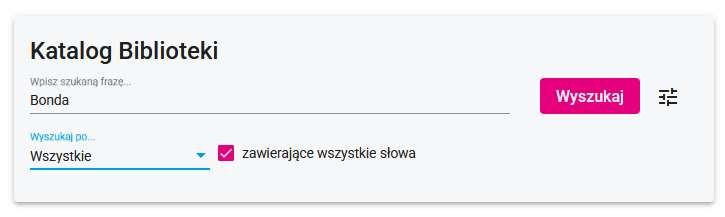 Katalog Biblioteki
Wpisz szukaną frazę...
Bonda
Wyszukaj
Wyszukaj po...
Wszystkie
zawierające wszystkie słowa